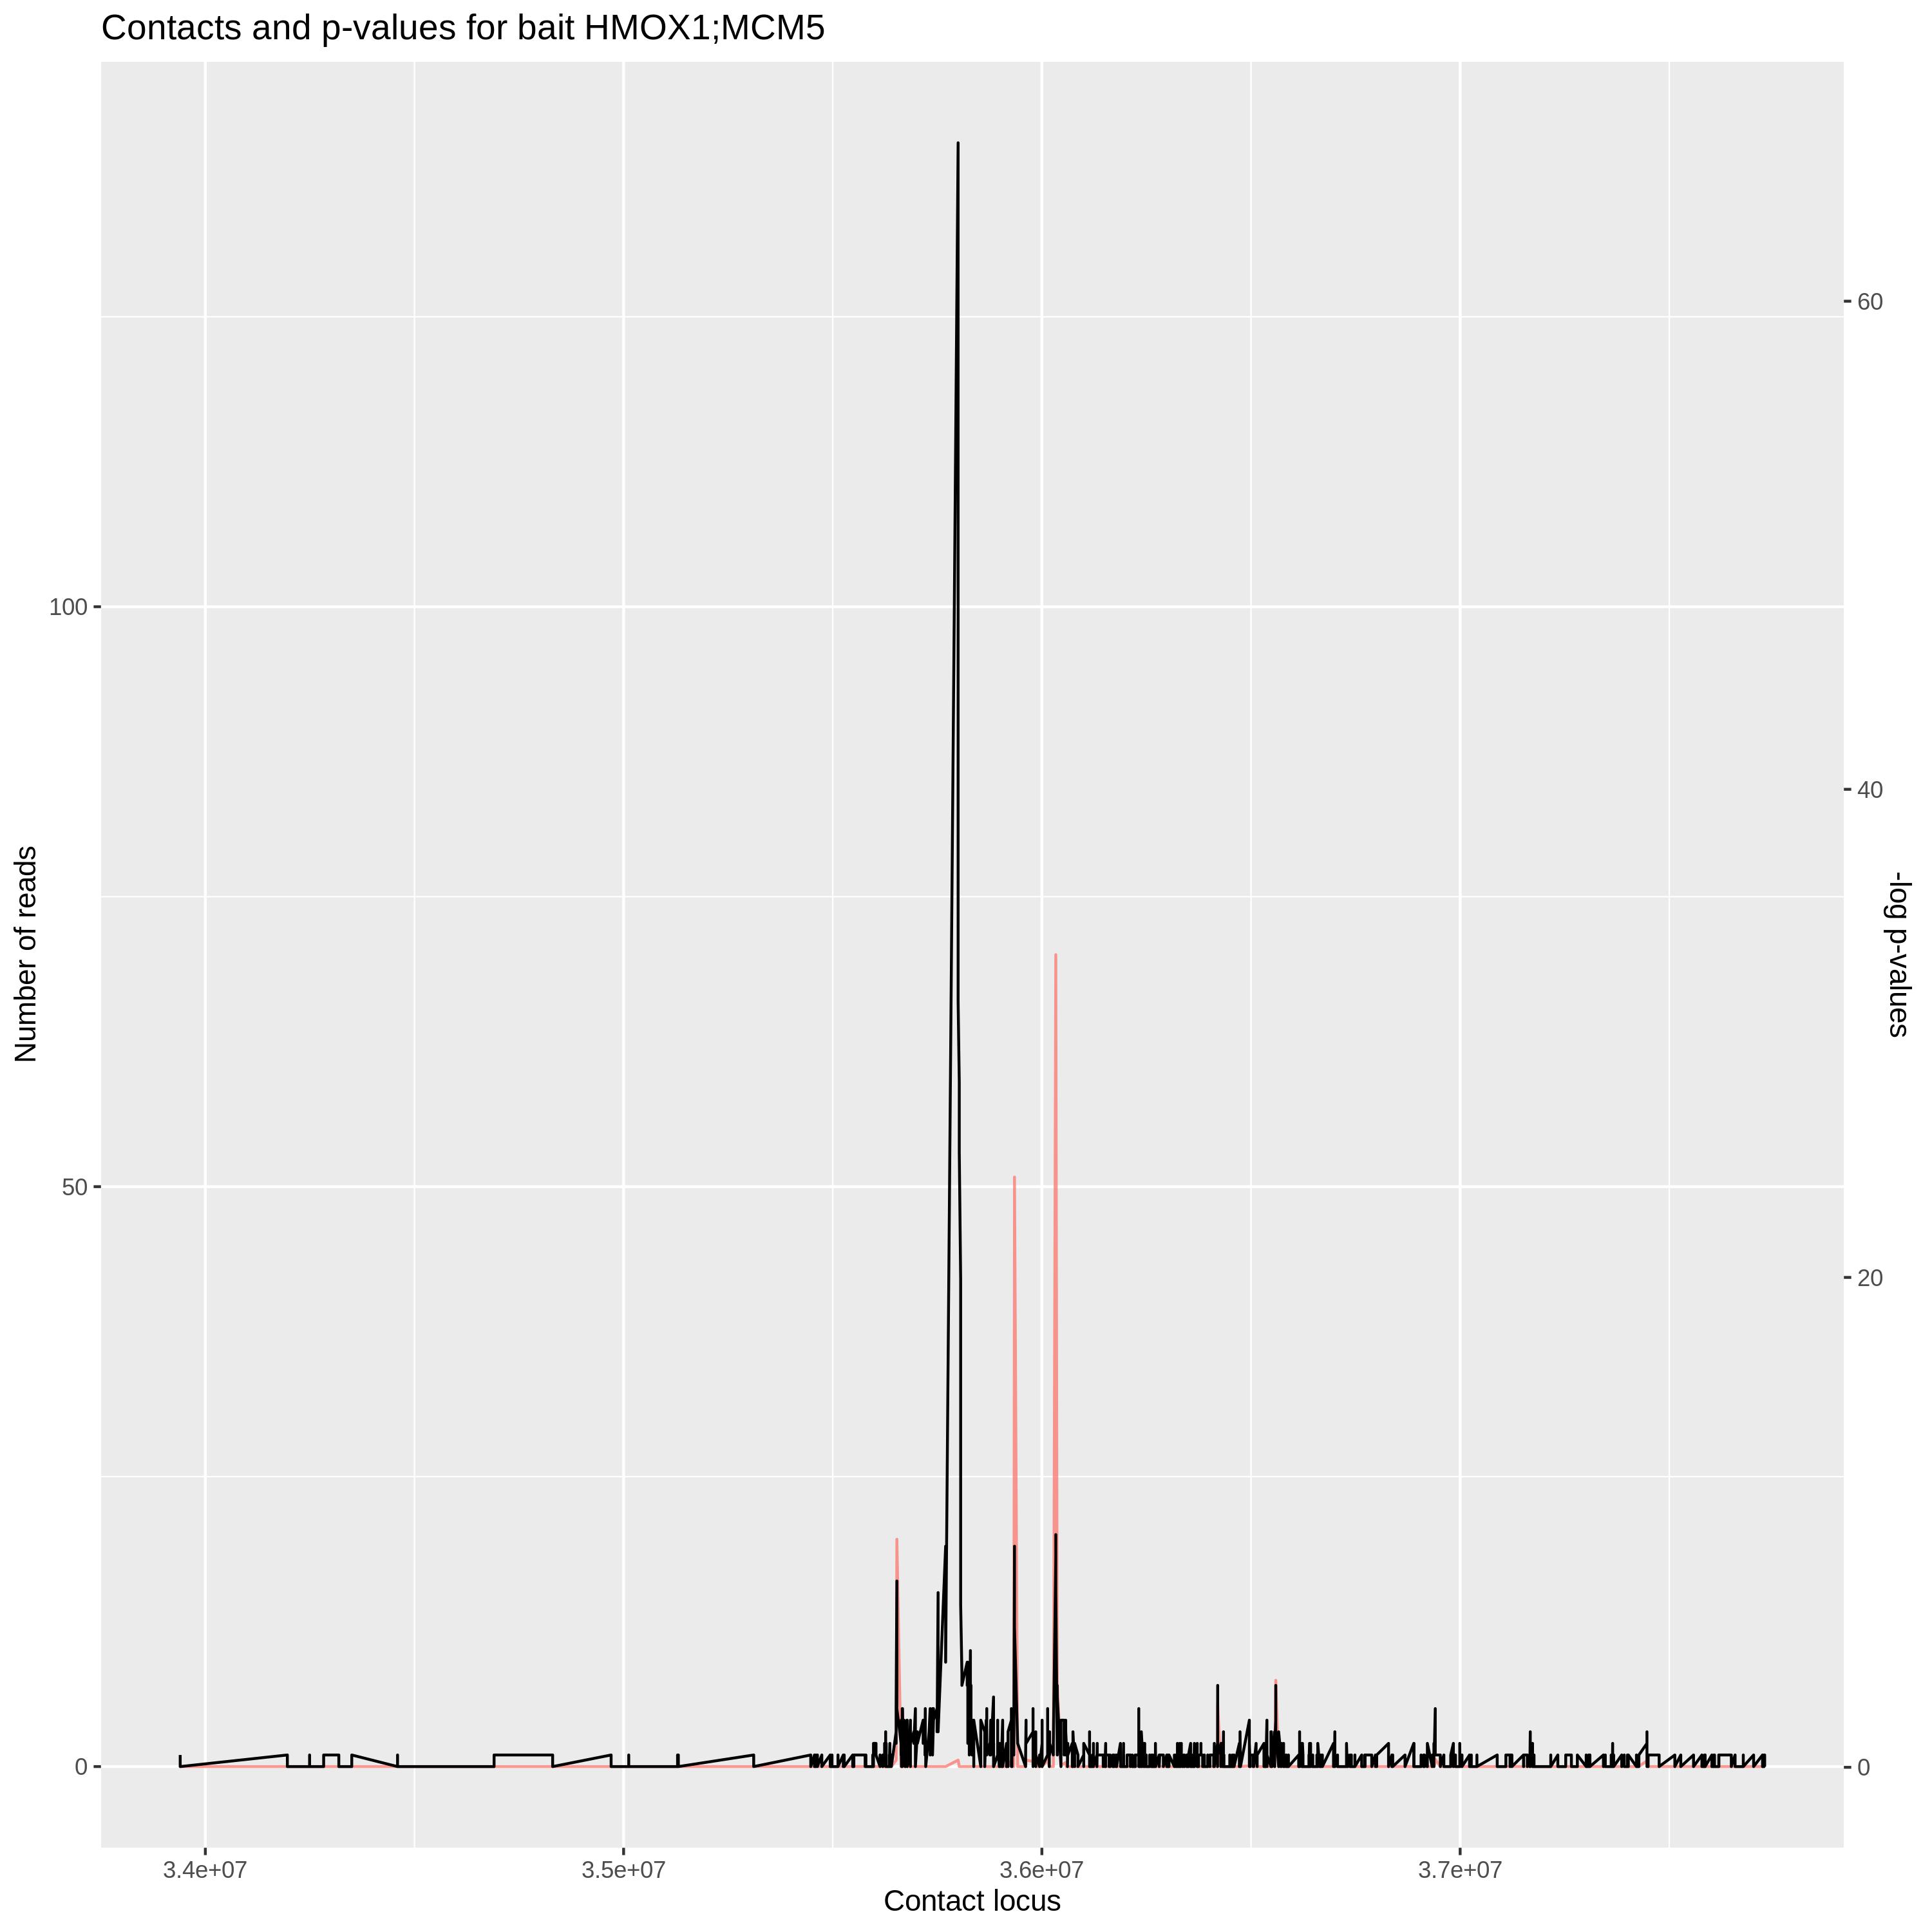 Contacts and p-values for bait HMOX1;MCM5
Number of reads
100
50
0
60
40
20
0
-log p-values
3.4e+07
3.5e+07
3.6e+07
3.7e+07
Contact locus